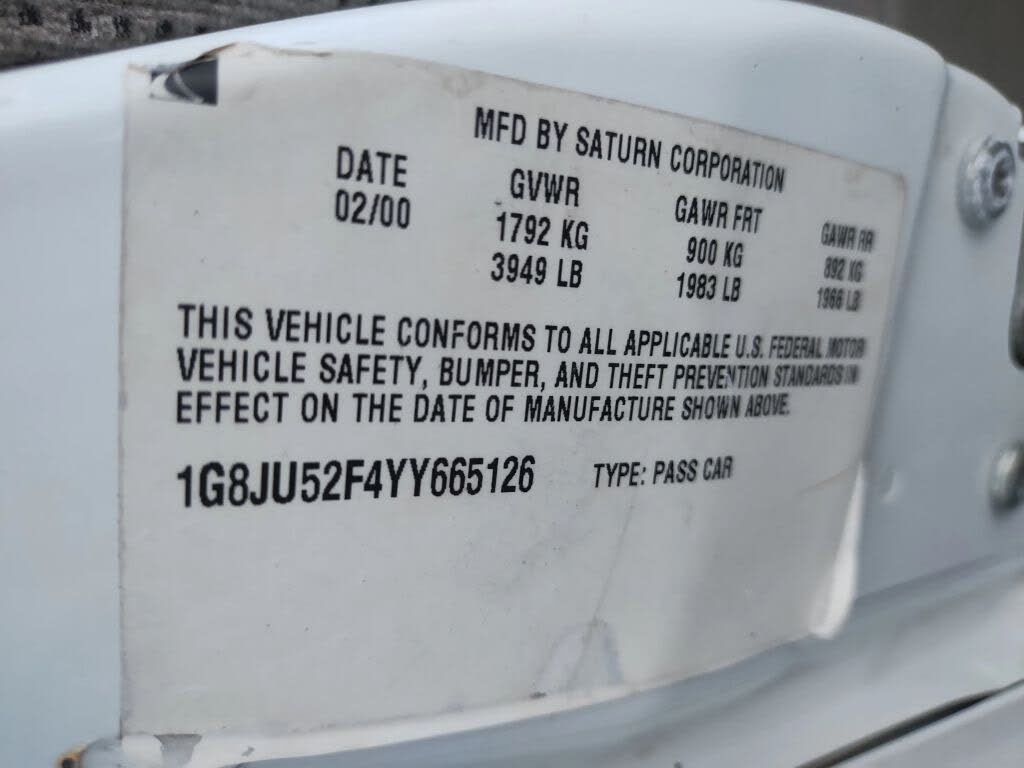 MFD BY SATURN CORPORATION
DATE GVWR GAWR FRT GAWR RR
02/00 1792 KG 900 KG 892 KG
3949 LB 1983 LB 1966 LB
THIS VEHICLE CONFORMS TO ALL APPLICABLE U.S. FEDERAL MOTOR
VEHICLE SAFETY, BUMPER, AND THEFT PREVENTION STANDARDS IN
EFFECT ON THE DATE OF MANUFACTURE SHOWN ABOVE.
1G8JU52F4YY665126 TYPE: PASS CAR